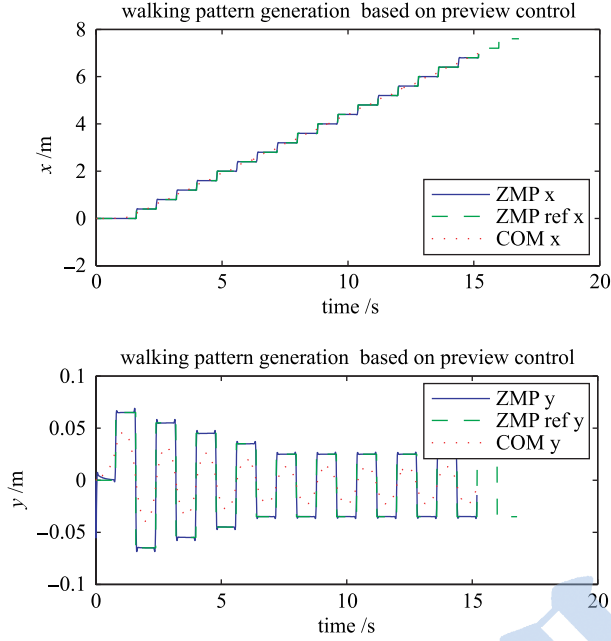 walking pattern generation based on preview control
8
6
4
2
0
−2
x /m
ZMP x
ZMP ref x
COM x
0
5
10
15
20
time /s
walking pattern generation based on preview control
0.1
0.05
0
−0.05
−0.1
y /m
ZMP y
ZMP ref y
COM y
0
5
10
15
20
time /s